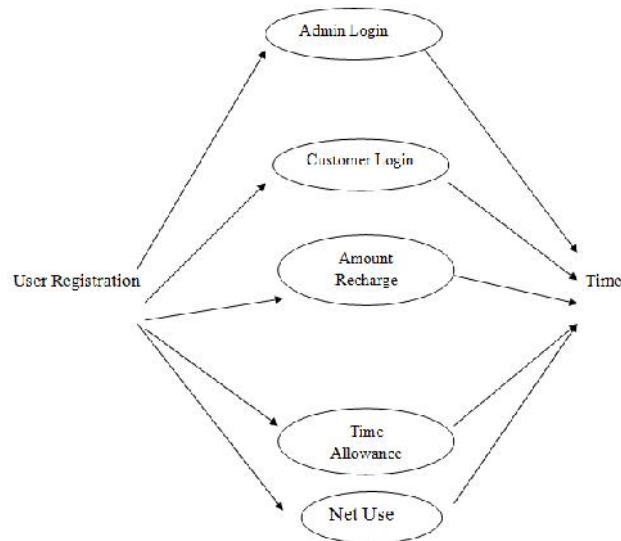 Admin Login
Customer Login
Amount
Recharge
User Registration
Time
Time
Allowance
Net Use